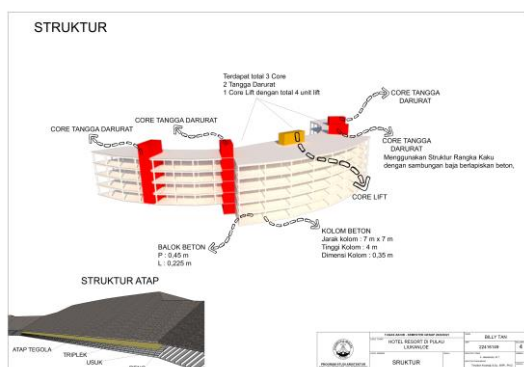 STRUKTUR
Terdapat total 3 Core
2 Tangga Darurat
1 Core Lift dengan total 4 unit lift
CORE TANGGA
DARURAT
CORE TANGGA DARURAT
CORE TANGGA DARURAT
CORE TANGGA
DARURAT
Menggunakan Struktur Rangka Kaku
dengan sambungan baja berlapiskan beton,
CORE LIFT
BALOK BETON
P : 0,45 m
L : 0,225 m
KOLOM BETON
Jarak kolom : 7 m x 7 m
Tinggi Kolom : 4 m
Dimensi Kolom : 0,35 m
STRUKTUR ATAP
ATAP TEGOLA
TRIPLEK
USUK
HOTEL RESORT DI PULAU
BILLY TAN
SRUKTUR
4